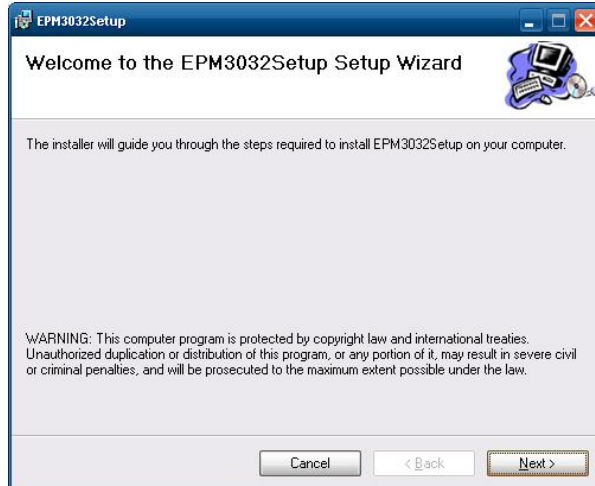 EPM3032Setup
Welcome to the EPM3032Setup Setup Wizard
The installer will guide you through the steps required to install EPM3032Setup on your computer.
WARNING: This computer program is protected by copyright law and international treaties.
Unauthorized duplication or distribution of this program, or any portion of it, may result in severe civil
or criminal penalties, and will be prosecuted to the maximum extent possible under the law.
Cancel
< Back
Next >